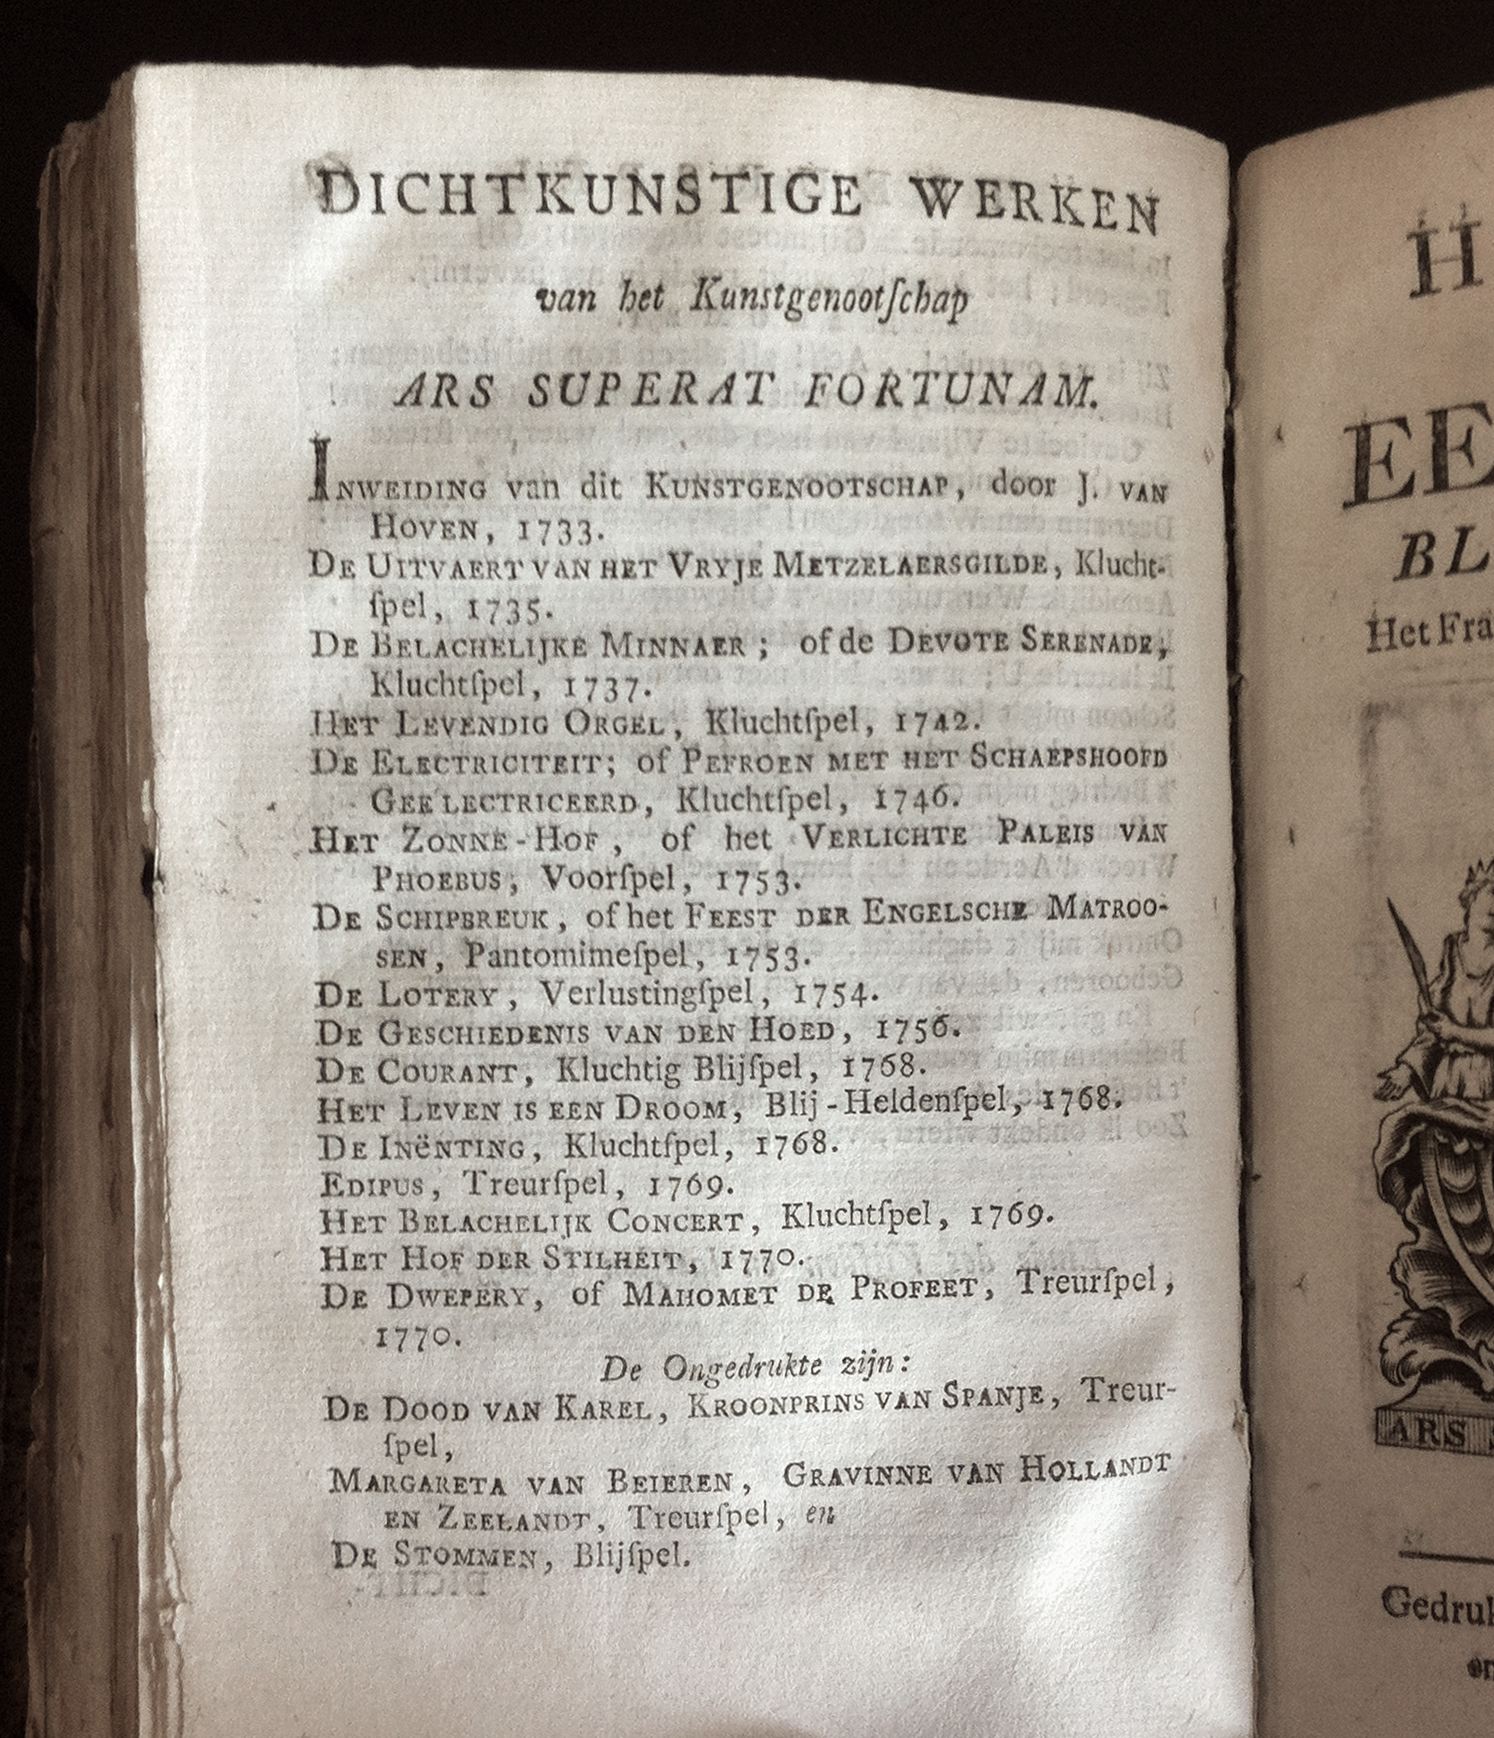 DICHTKUNSTIGE WERKEN
van het Kunstgenootſchap
ARS SUPERAT FORTUNAM.
INWEIDING van dit KUNSTGENOOTSCHAP, door J. VAN
HOVEN, 1733.
DE UITVAERT VAN HET VRYJE METZELAERSGILDE, Klucht-
ſpel, 1735.
DE BELACHELIJKE MINNAER; of de DEVOTE SERENADE,
Kluchtſpel, 1737.
HET LEVENDIG ORGEL, Kluchtſpel, 1742.
DE ELECTRICITEIT; of PEFROEN MET HET SCHAEPSHOOFD
GEË'LECTRICEERD, Kluchtſpel, 1746.
HET ZONNE-HOF, of het VERLICHTE PALEIS VAN
PHOEBUS, Voorſpel, 1753.
DE SCHIPBREUK, of het FEEST DER ENGELSCHE MATROO-
SEN, Pantomimeſpel, 1753.
DE LOTERY, Verlustingſpel, 1754.
DE GESCHIEDENIS VAN DEN HOED, 1756.
DE COURANT, Kluchtig Blijſpel, 1768.
HET LEVEN IS EEN DROOM, Blij-Heldenſpel, 1768.
DE INËNTING, Kluchtſpel, 1768.
EDIPUS, Treurſpel, 1769.
HET BELACHELIJK CONCERT, Kluchtſpel, 1769.
HET HOF DER STILHEIT, 1770.
DE DWEPERY, of MAHOMET DE PROFEET, Treurſpel,
1770.
De Ongedrukte zijn:
DE DOOD VAN KAREL, KROONPRINS VAN SPANJE, Treur-
ſpel,
MARGARETA VAN BEIEREN, GRAVINNE VAN HOLLANDT
EN ZEELANDT, Treurſpel, en
DE STOMMEN, Blijſpel.
H
EE
BL
Het Fra
ARS
Gedruk
en